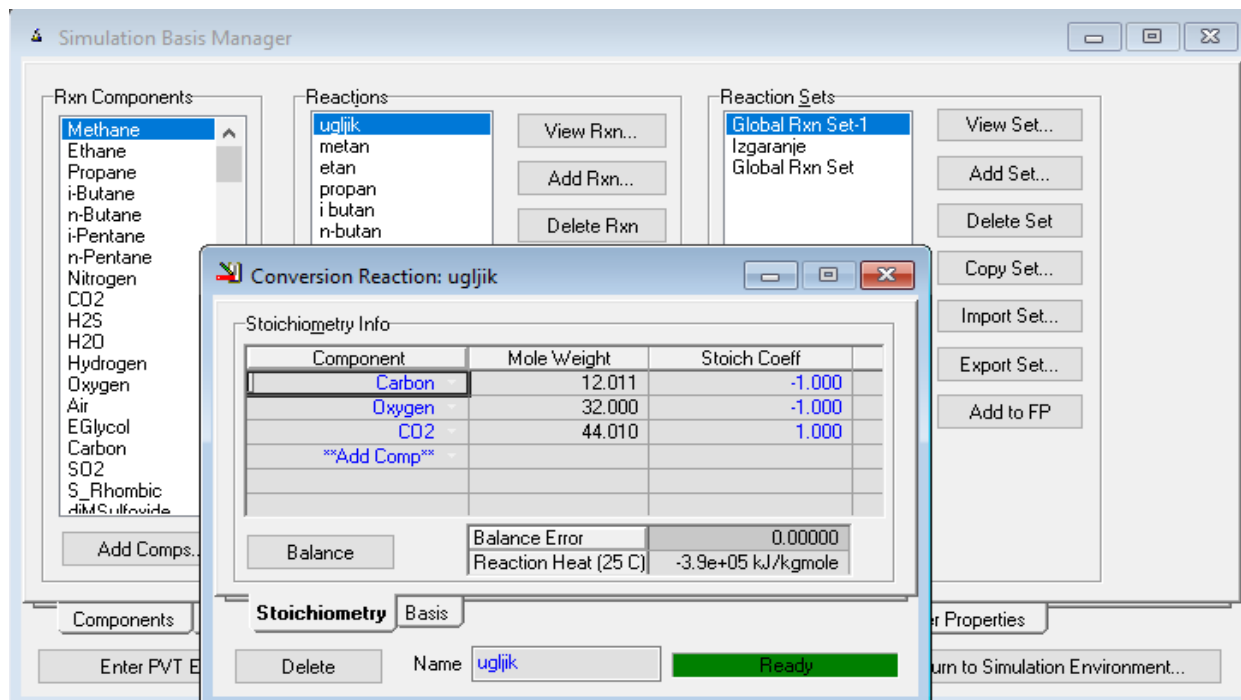 Simulation Basis Manager
Rxn Components
Methane
Ethane
Propane
i-Butane
n-Butane
i-Pentane
n-Pentane
Nitrogen
CO2
H2S
H2O
Hydrogen
Oxygen
Air
EGlycol
Carbon
SO2
S_Rhombic
diMSulfoxide
Add Comps..
Reactions
ugljik
metan
etan
propan
i butan
n-butan
View Rxn...
Add Rxn...
Delete Rxn
Reaction Sets
Global Rxn Set-1
Izgaranje
Global Rxn Set
View Set...
Add Set...
Delete Set
Copy Set...
Import Set...
Export Set...
Add to FP
Conversion Reaction: ugljik
Stoichiometry Info
Component Mole Weight Stoich Coeff
Carbon 12.011 -1.000
Oxygen 32.000 -1.000
CO2 44.010 1.000
**Add Comp**
Balance
Balance Error 0.00000
Reaction Heat (25 C) -3.9e+05 kJ/kgmole
Stoichiometry Basis
Delete Name ugljik Ready
Components
r Properties
Enter PVT E
urn to Simulation Environment...